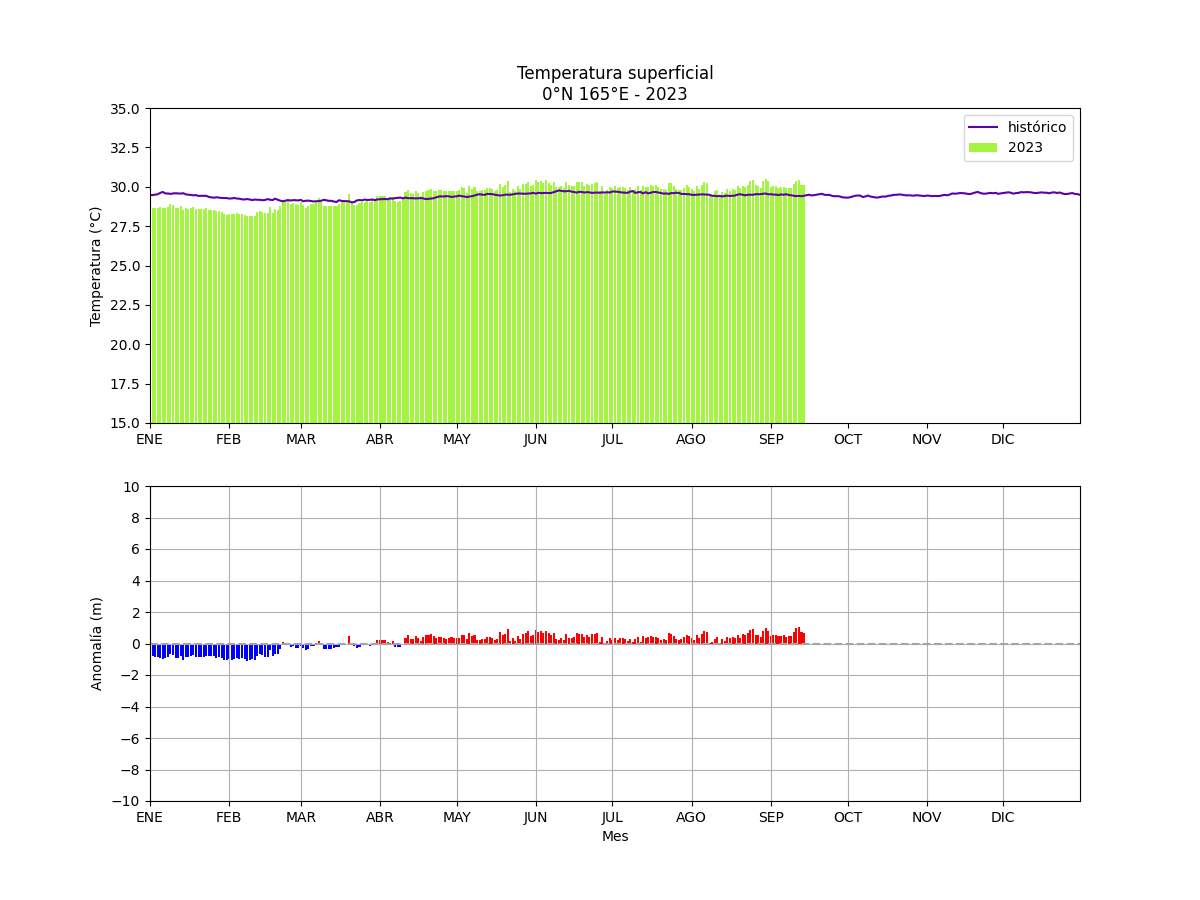 Temperatura superficial
0°N 165°E - 2023
35.0
32.5
30.0
27.5
25.0
22.5
20.0
17.5
15.0
Temperatura (°C)
histórico
2023
ENE FEB MAR ABR MAY JUN JUL AGO SEP OCT NOV DIC
10
8
6
4
2
0
−2
−4
−6
−8
−10
Anomalía (m)
ENE FEB MAR ABR MAY JUN JUL AGO SEP OCT NOV DIC
Mes